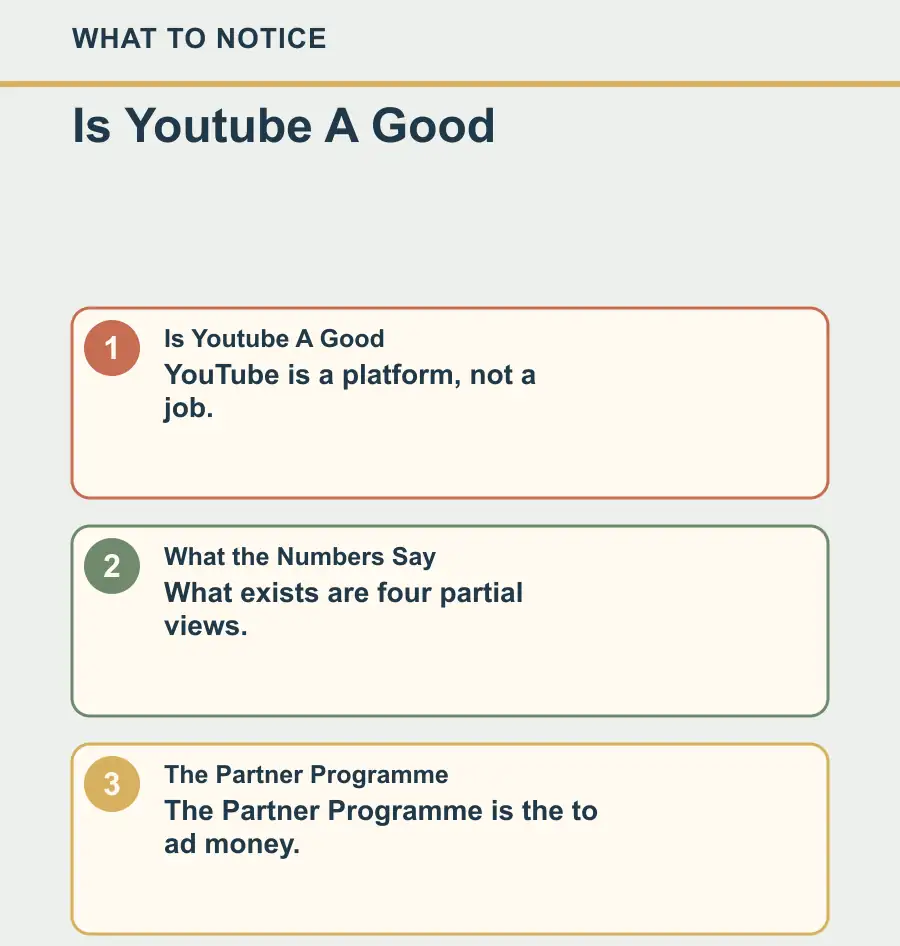 WHAT TO NOTICE
Is Youtube A Good
1
Is Youtube A Good
YouTube is a platform, not a
job.
2
What the Numbers Say
What exists are four partial
views.
3
The Partner Programme
The Partner Programme is the to
ad money.